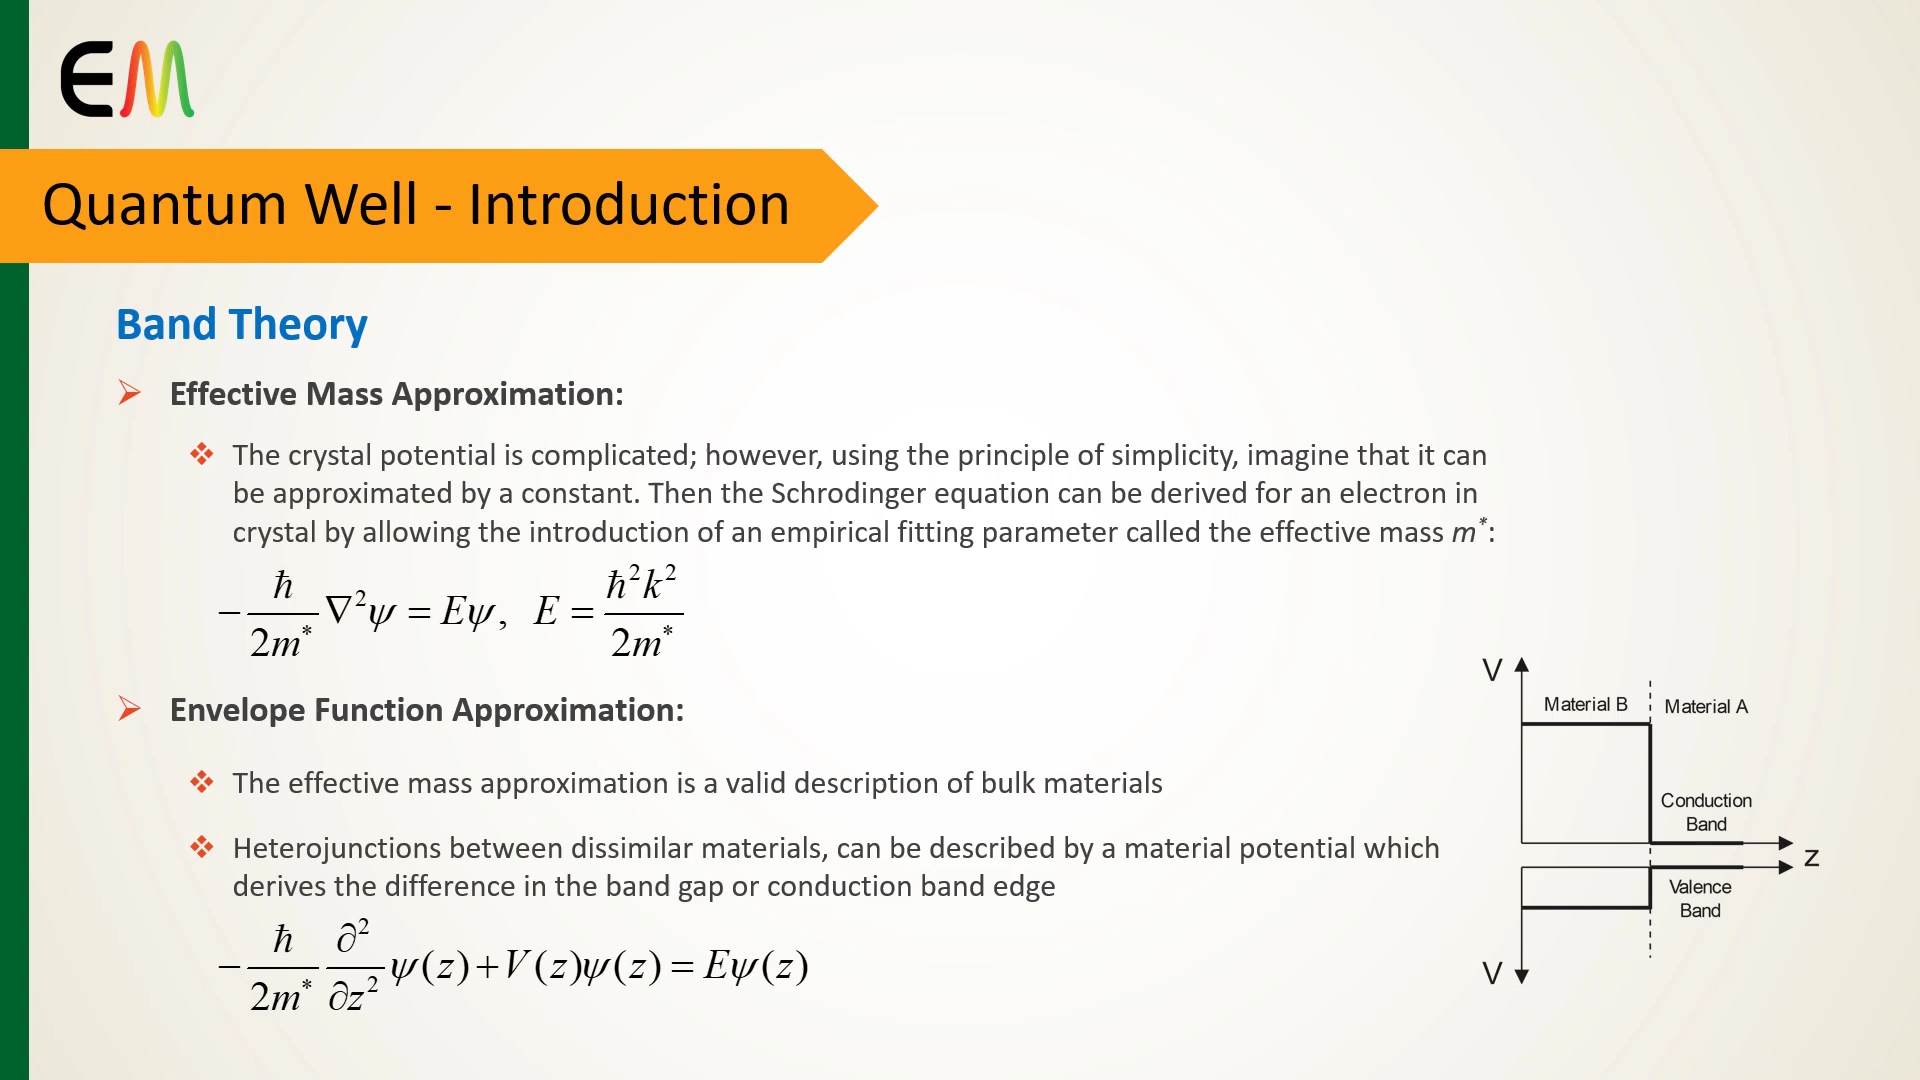 EM
Quantum Well - Introduction
Band Theory
Effective Mass Approximation:
The crystal potential is complicated; however, using the principle of simplicity, imagine that it can
be approximated by a constant. Then the Schrodinger equation can be derived for an electron in
crystal by allowing the introduction of an empirical fitting parameter called the effective mass m*:
−ħ/2m* ∇²ψ = Eψ, E = ħ²k²/2m*
Envelope Function Approximation:
The effective mass approximation is a valid description of bulk materials
Heterojunctions between dissimilar materials, can be described by a material potential which
derives the difference in the band gap or conduction band edge
−ħ/2m* ∂²/∂z² ψ(z)+V(z)ψ(z) = Eψ(z)
V
Material B
Material A
Conduction
Band
z
Valence
Band
V